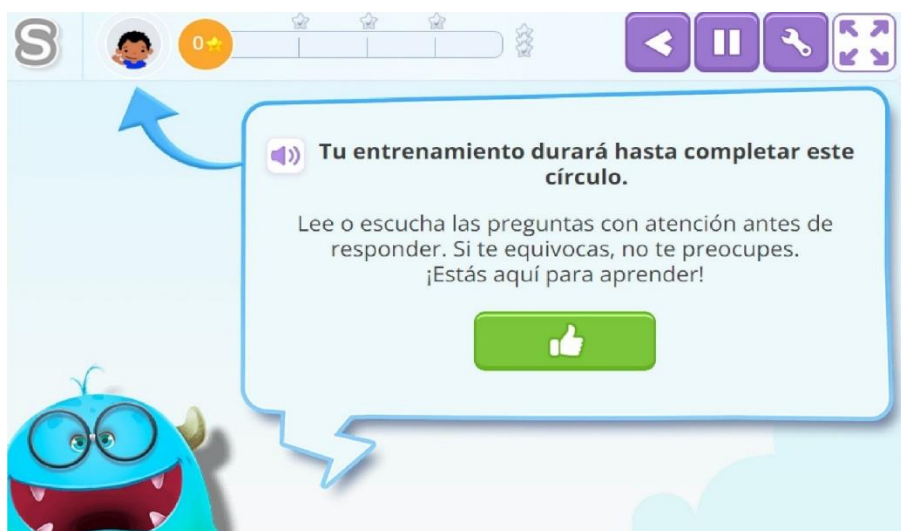 S
0
Tu entrenamiento durará hasta completar este
círculo.
Lee o escucha las preguntas con atención antes de
responder. Si te equivocas, no te preocupes.
¡Estás aquí para aprender!